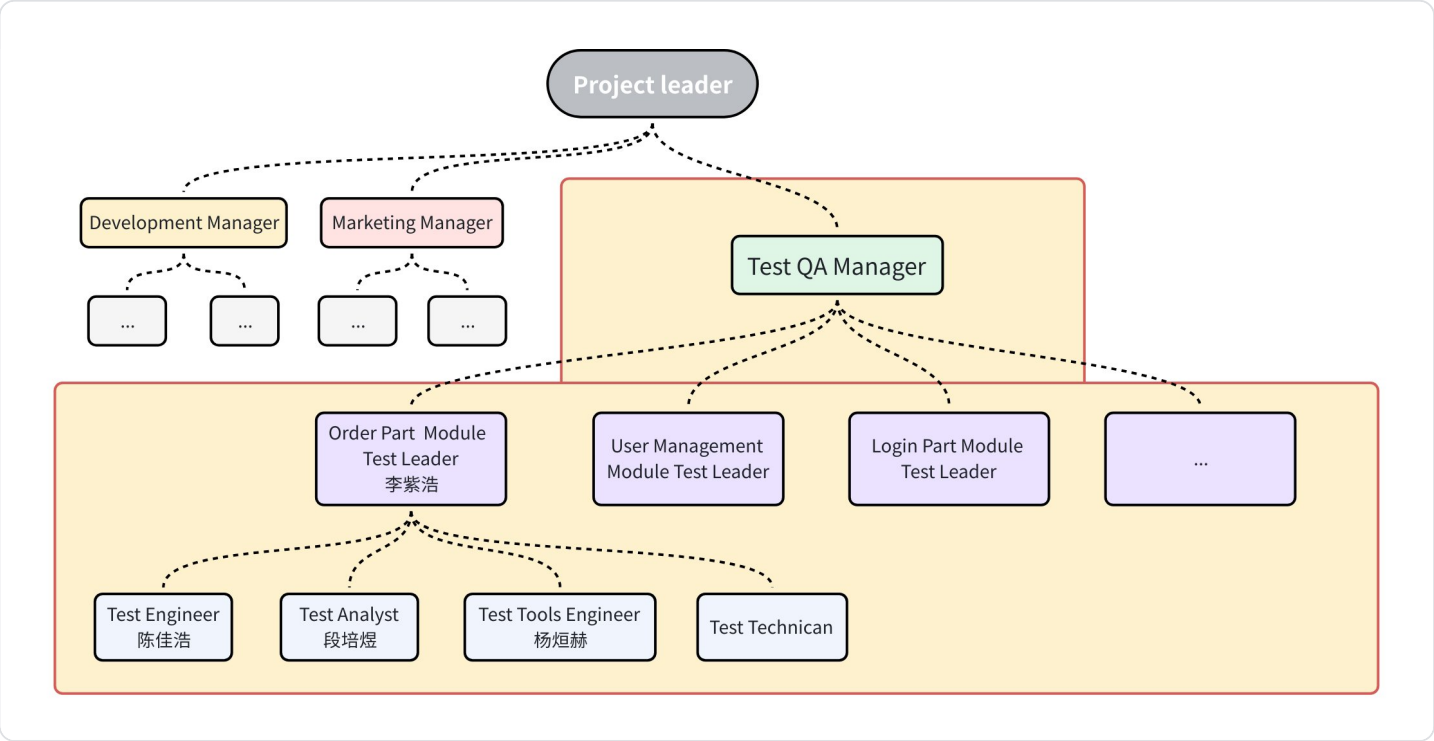 Project leader
Development Manager
Marketing Manager
Test QA Manager
...
...
...
...
Order Part Module
Test Leader
李紫浩
User Management
Module Test Leader
Login Part Module
Test Leader
...
Test Engineer
陈佳浩
Test Analyst
段培煜
Test Tools Engineer
杨烜赫
Test Technican